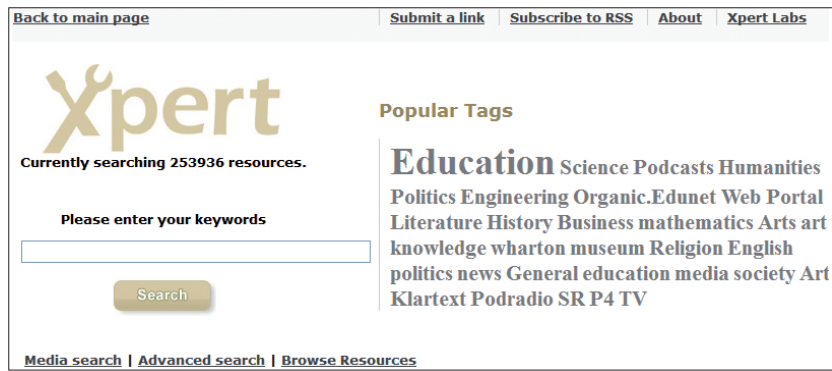 Back to main page
Submit a link Subscribe to RSS About Xpert Labs
Xpert
Currently searching 253936 resources.
Please enter your keywords
Search
Popular Tags
Education Science Podcasts Humanities
Politics Engineering Organic.Edunet Web Portal
Literature History Business mathematics Arts art
knowledge wharton museum Religion English
politics news General education media society Art
Klartext Podradio SR P4 TV
Media search | Advanced search | Browse Resources